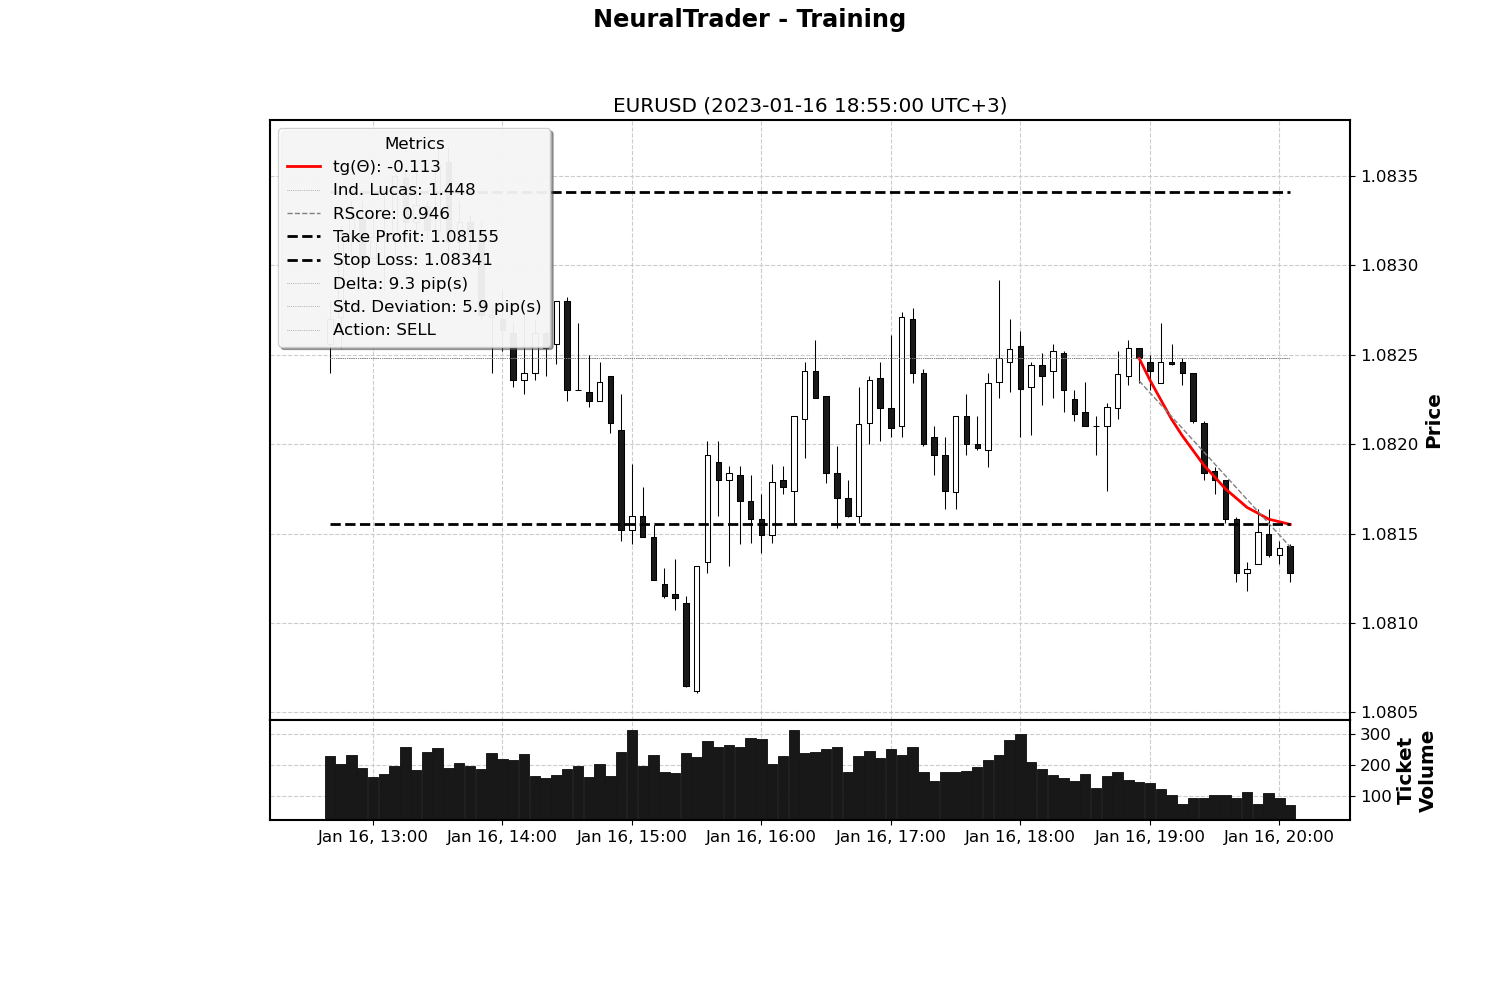 NeuralTrader - Training
EURUSD (2023-01-16 18:55:00 UTC+3)
Metrics
tg(Θ): -0.113
Ind. Lucas: 1.448
RScore: 0.946
Take Profit: 1.08155
Stop Loss: 1.08341
Delta: 9.3 pip(s)
Std. Deviation: 5.9 pip(s)
Action: SELL
1.0835
1.0830
1.0825
1.0820
1.0815
1.0810
1.0805
Price
300
200
100
Ticket
Volume
Jan 16, 13:00
Jan 16, 14:00
Jan 16, 15:00
Jan 16, 16:00
Jan 16, 17:00
Jan 16, 18:00
Jan 16, 19:00
Jan 16, 20:00